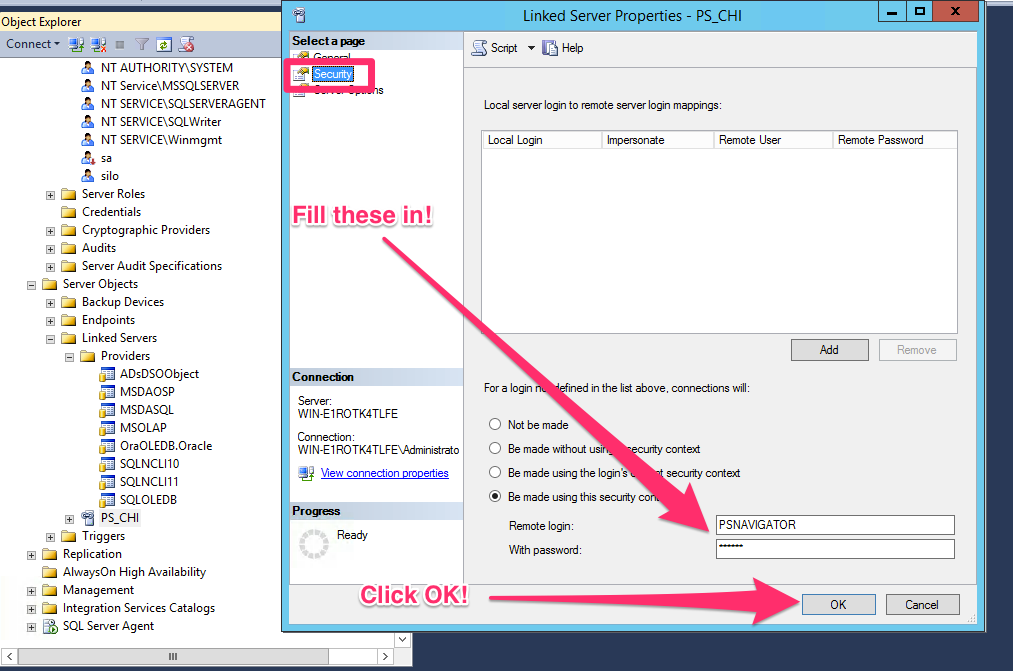 Object Explorer
Connect
NT AUTHORITY\SYSTEM
NT Service\MSSQLSERVER
NT SERVICE\SQLSERVERAGENT
NT SERVICE\SQLWriter
NT SERVICE\Winmgmt
sa
silo
Server Roles
Credentials
Cryptographic Providers
Audits
Server Audit Specifications
Server Objects
Backup Devices
Endpoints
Linked Servers
Providers
ADsDSOObject
MSDAOSP
MSDASQL
MSOLAP
OraOLEDB.Oracle
SQLNCLI10
SQLNCLI11
SQLOLEDB
PS_CHI
Triggers
Replication
AlwaysOn High Availability
Management
Integration Services Catalogs
SQL Server Agent
Linked Server Properties - PS_CHI
Select a page
General
Security
Server Options
Script Help
Local server login to remote server login mappings:
Local Login Impersonate Remote User Remote Password
Fill these in!
Add Remove
Connection
Server:
WIN-E1ROTK4TLFE
Connection:
WIN-E1ROTK4TLFE\Administrato
View connection properties
Progress
Ready
For a login not defined in the list above, connections will:
Not be made
Be made without using a security context
Be made using the login's current security context
Be made using this security context
Remote login: PSNAVIGATOR
With password: ******
Click OK!
OK Cancel